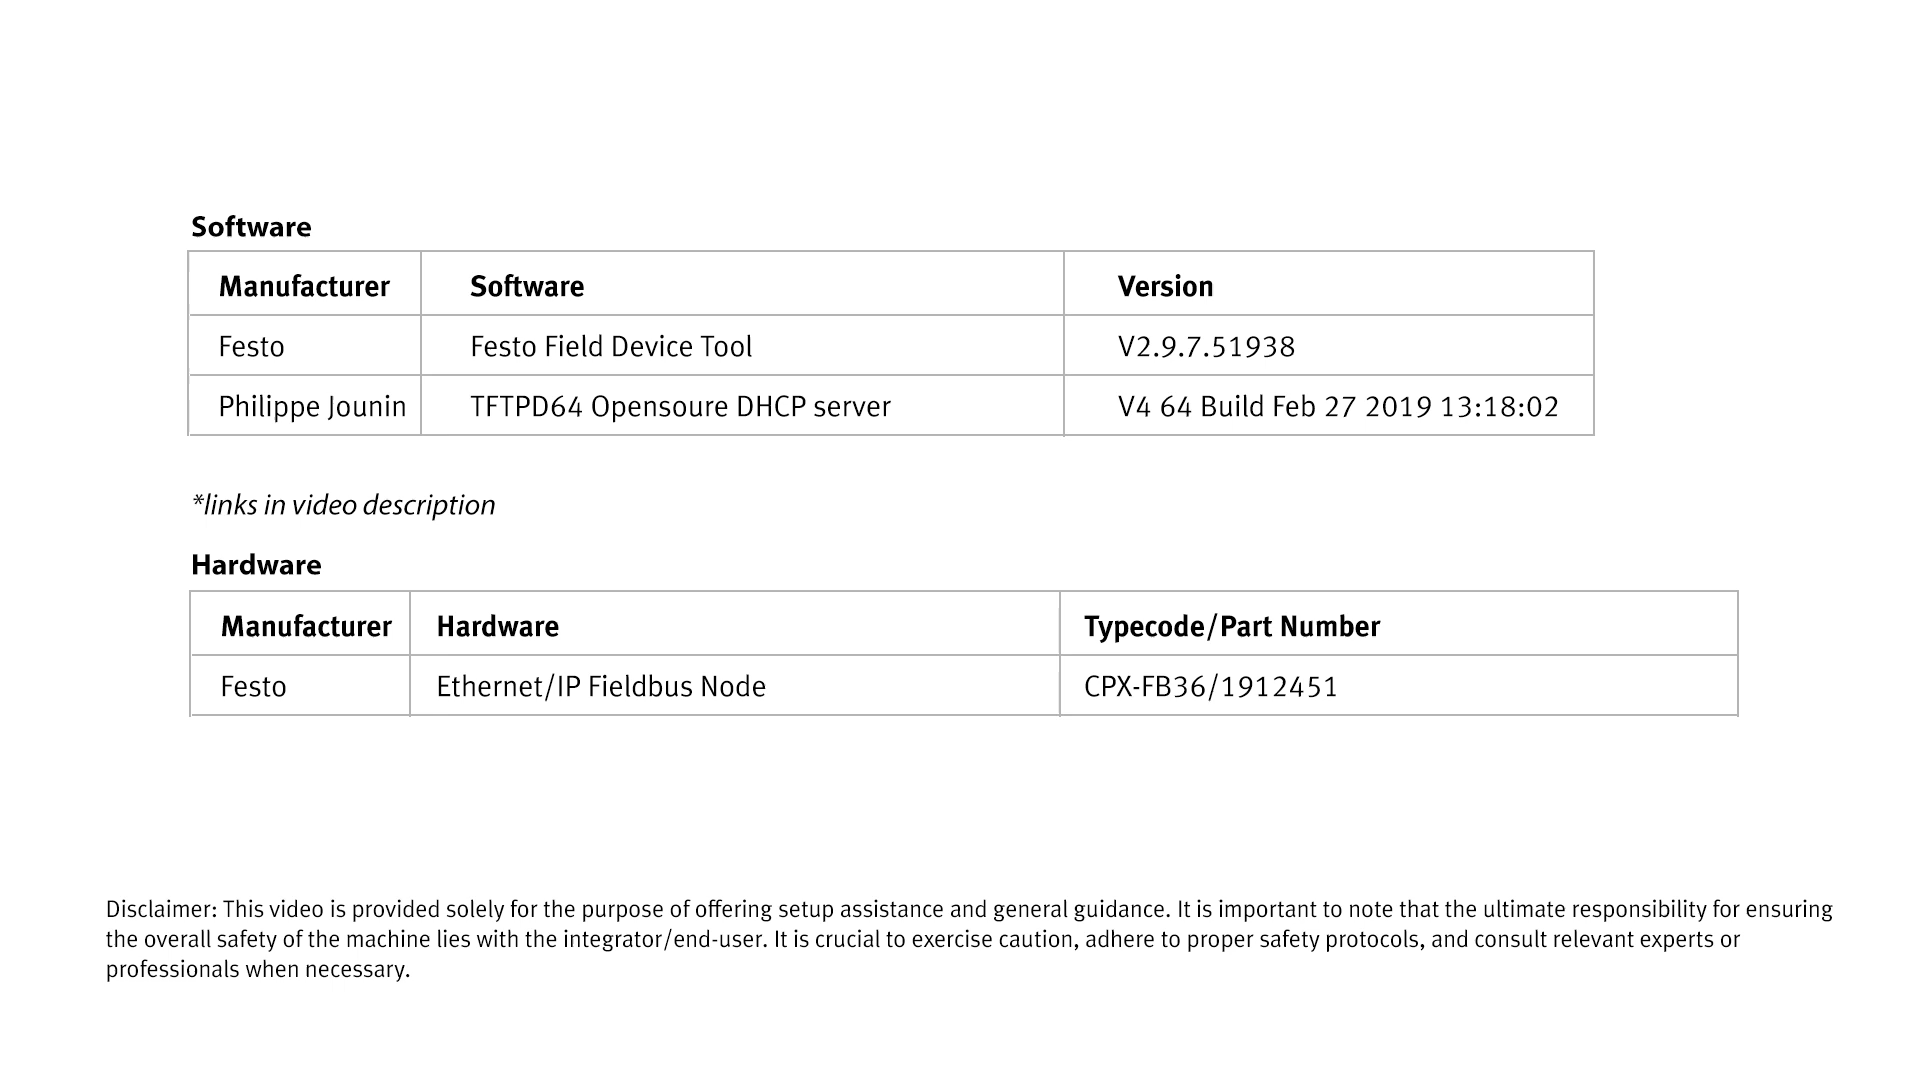 Software
Manufacturer Software Version
Festo Festo Field Device Tool V2.9.7.51938
Philippe Jounin TFTPD64 Opensoure DHCP server V4 64 Build Feb 27 2019 13:18:02
*links in video description
Hardware
Manufacturer Hardware Typecode/Part Number
Festo Ethernet/IP Fieldbus Node CPX-FB36/1912451
Disclaimer: This video is provided solely for the purpose of offering setup assistance and general guidance. It is important to note that the ultimate responsibility for ensuring
the overall safety of the machine lies with the integrator/end-user. It is crucial to exercise caution, adhere to proper safety protocols, and consult relevant experts or
professionals when necessary.